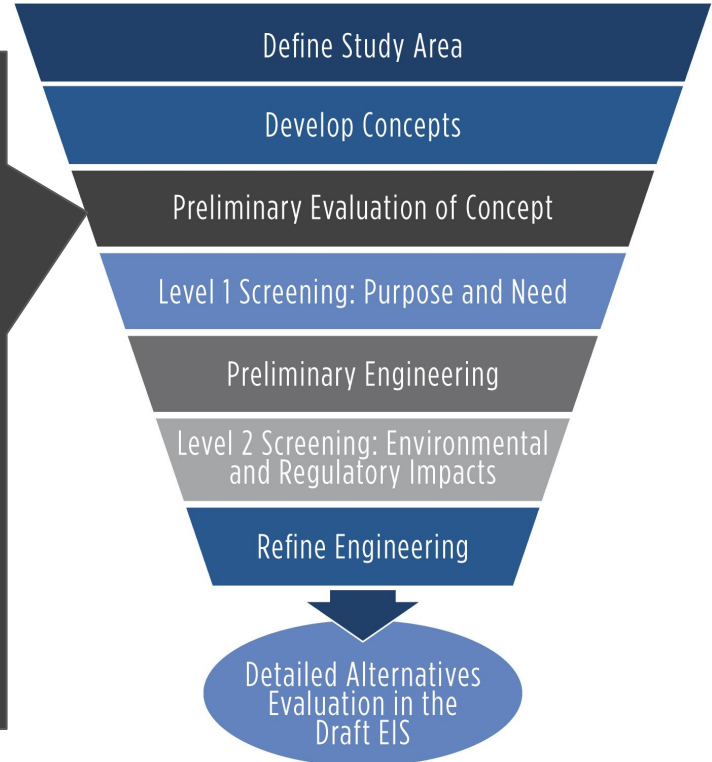 Define Study Area
Develop Concepts
Preliminary Evaluation of Concept
Level 1 Screening: Purpose and Need
Preliminary Engineering
Level 2 Screening: Environmental
and Regulatory Impacts
Refine Engineering
Detailed Alternatives
Evaluation in the
Draft EIS